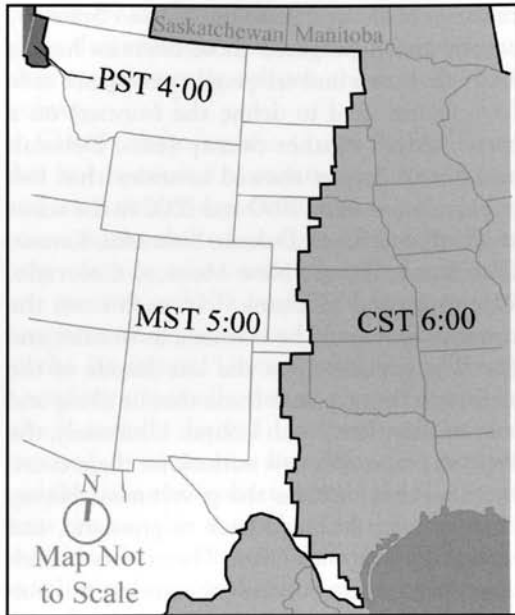 Saskatchewan Manitoba
PST 4:00
MST 5:00
CST 6:00
N
Map Not
to Scale